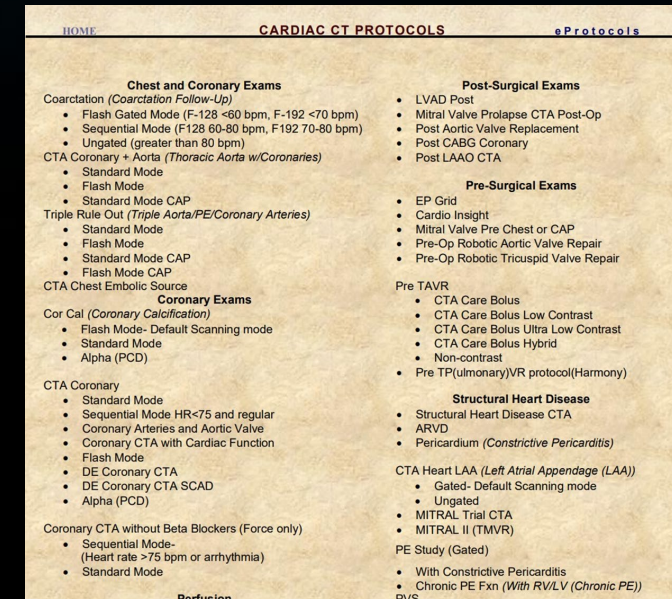 HOME CARDIAC CT PROTOCOLS eProtocols
Chest and Coronary Exams
Coarctation (Coarctation Follow-Up)
• Flash Gated Mode (F-128 <60 bpm, F-192 <70 bpm)
• Sequential Mode (F128 60-80 bpm, F192 70-80 bpm)
• Ungated (greater than 80 bpm)
CTA Coronary + Aorta (Thoracic Aorta w/Coronaries)
• Standard Mode
• Flash Mode
• Standard Mode CAP
Triple Rule Out (Triple Aorta/PE/Coronary Arteries)
• Standard Mode
• Flash Mode
• Standard Mode CAP
• Flash Mode CAP
CTA Chest Embolic Source
Coronary Exams
Cor Cal (Coronary Calcification)
• Flash Mode- Default Scanning mode
• Standard Mode
• Alpha (PCD)
CTA Coronary
• Standard Mode
• Sequential Mode HR<75 and regular
• Coronary Arteries and Aortic Valve
• Coronary CTA with Cardiac Function
• Flash Mode
• DE Coronary CTA
• DE Coronary CTA SCAD
• Alpha (PCD)
Coronary CTA without Beta Blockers (Force only)
• Sequential Mode-
(Heart rate >75 bpm or arrhythmia)
• Standard Mode
Perfusion
Post-Surgical Exams
• LVAD Post
• Mitral Valve Prolapse CTA Post-Op
• Post Aortic Valve Replacement
• Post CABG Coronary
• Post LAAO CTA
Pre-Surgical Exams
• EP Grid
• Cardio Insight
• Mitral Valve Pre Chest or CAP
• Pre-Op Robotic Aortic Valve Repair
• Pre-Op Robotic Tricuspid Valve Repair
Pre TAVR
• CTA Care Bolus
• CTA Care Bolus Low Contrast
• CTA Care Bolus Ultra Low Contrast
• CTA Care Bolus Hybrid
• Non-contrast
• Pre TP(ulmonary)VR protocol(Harmony)
Structural Heart Disease
• Structural Heart Disease CTA
• ARVD
• Pericardium (Constrictive Pericarditis)
CTA Heart LAA (Left Atrial Appendage (LAA))
• Gated- Default Scanning mode
• Ungated
• MITRAL Trial CTA
• MITRAL II (TMVR)
PE Study (Gated)
• With Constrictive Pericarditis
• Chronic PE Fxn (With RV/LV (Chronic PE))
PVS